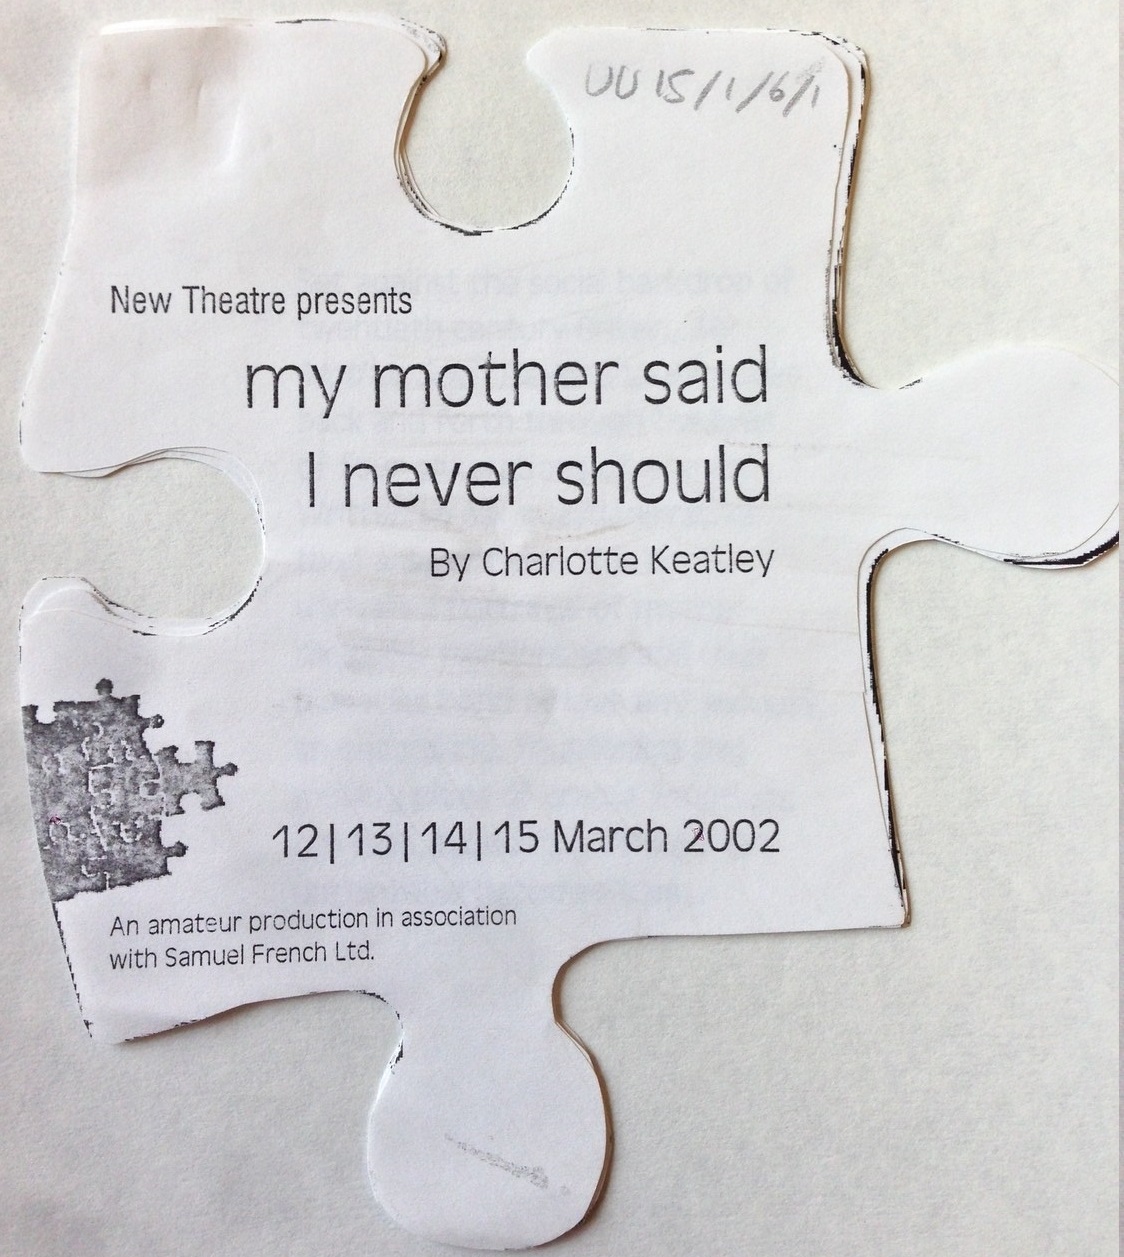 UU 15/1/6/1
New Theatre presents
my mother said
I never should
By Charlotte Keatley
12|13|14|15 March 2002
An amateur production in association
with Samuel French Ltd.